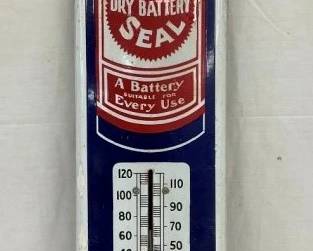 DRY BATTERY
SEAL
A Battery
SUITABLE FOR
Every Use
120
110
100
90
80
70
60
50